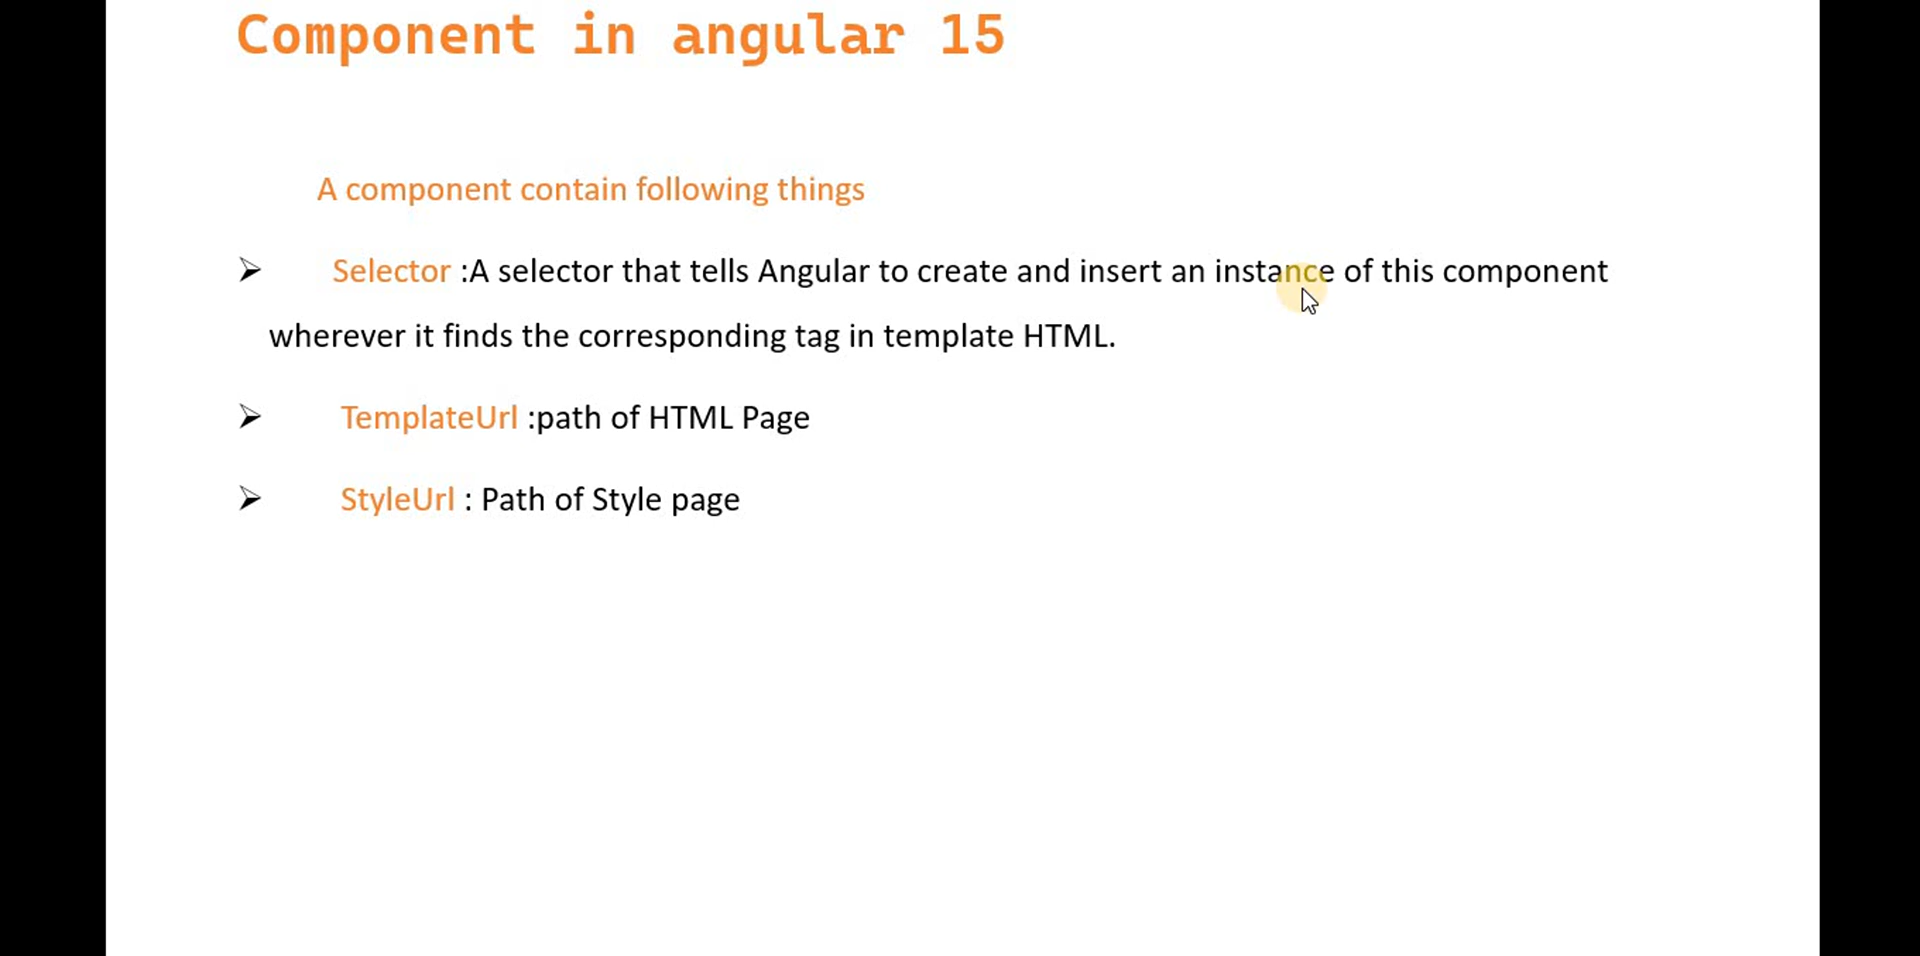 Component in angular 15
A component contain following things
➢ Selector :A selector that tells Angular to create and insert an instance of this component
wherever it finds the corresponding tag in template HTML.
➢ TemplateUrl :path of HTML Page
➢ StyleUrl : Path of Style page